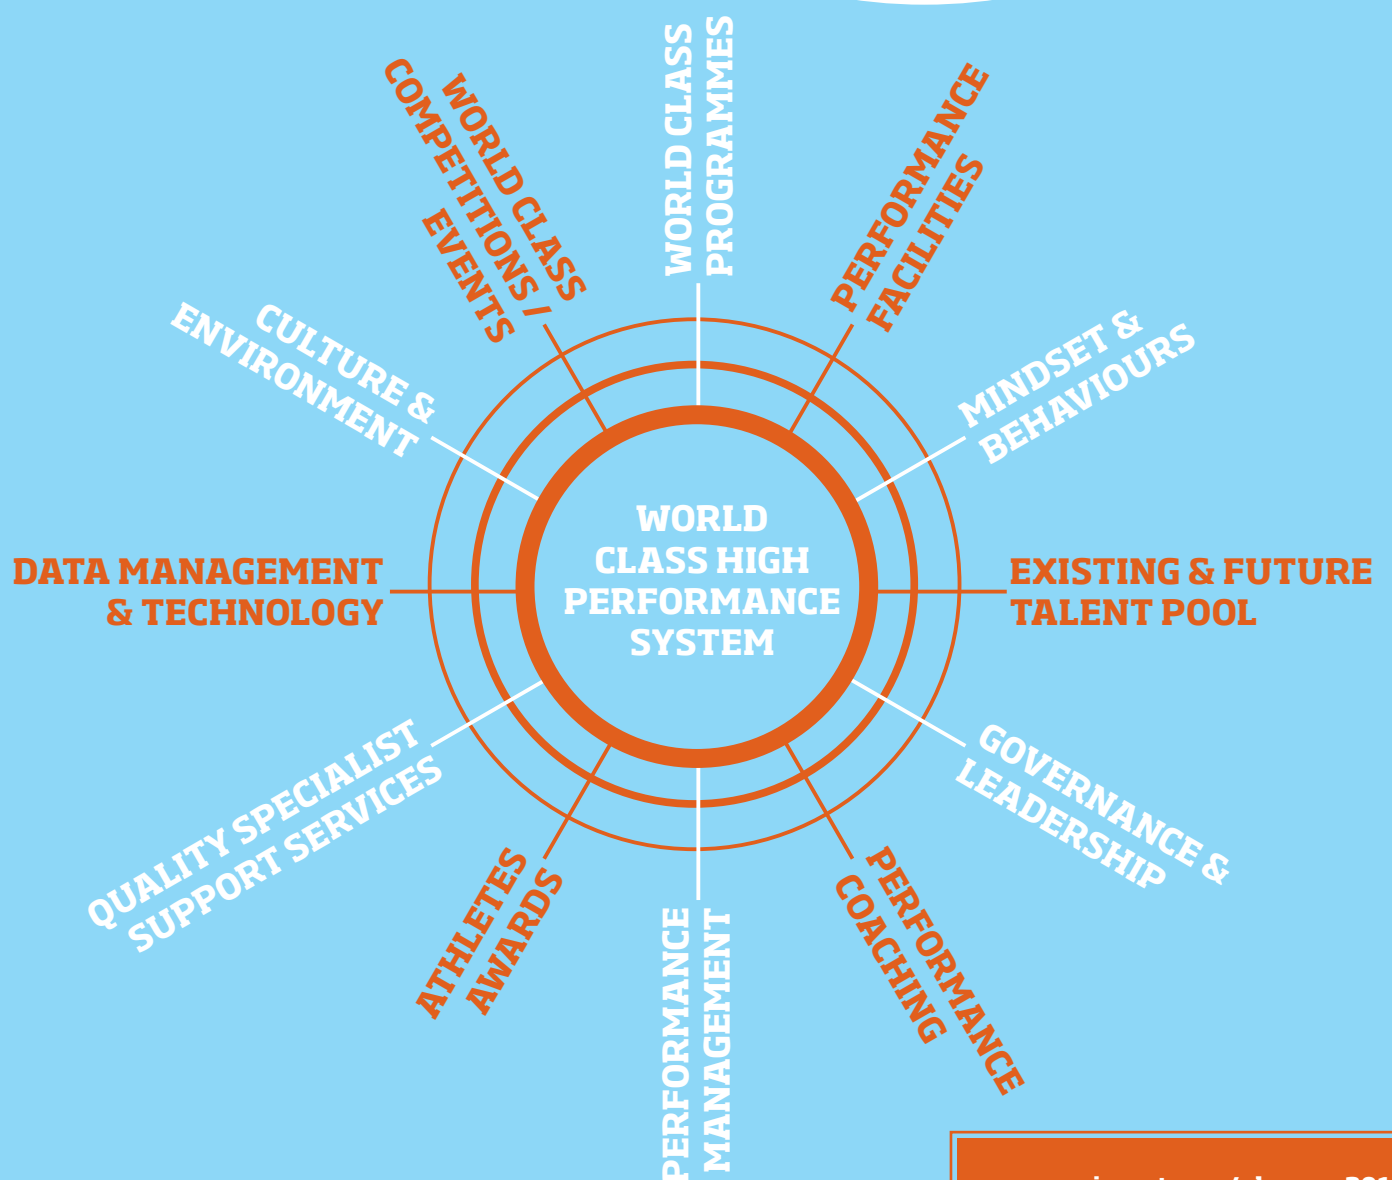 WORLD CLASS
PROGRAMMES
PERFORMANCE
FACILITIES
MINDSET &
BEHAVIOURS
EXISTING & FUTURE
TALENT POOL
GOVERNANCE &
LEADERSHIP
PERFORMANCE
COACHING
PERFORMANCE
MANAGEMENT
ATHLETES
AWARDS
QUALITY SPECIALIST
SUPPORT SERVICES
DATA MANAGEMENT
& TECHNOLOGY
CULTURE &
ENVIRONMENT
WORLD CLASS
COMPETITIONS /
EVENTS
WORLD
CLASS HIGH
PERFORMANCE
SYSTEM